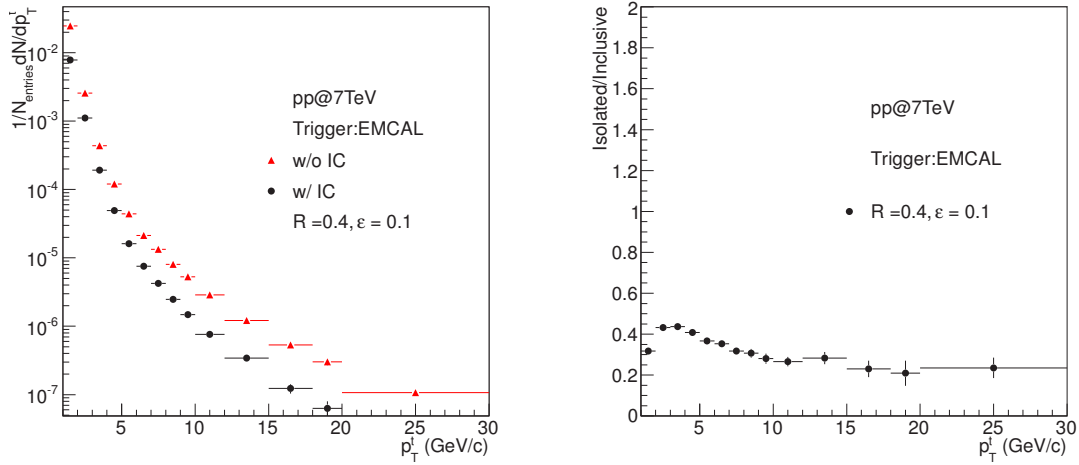 1/N_entries dN/dp_T^t
10^-2
10^-3
10^-4
10^-5
10^-6
10^-7
pp@7TeV
Trigger:EMCAL
w/o IC
w/ IC
R =0.4, ε = 0.1
5 10 15 20 25 30
p_T^t (GeV/c)
Isolated/Inclusive
2
1.8
1.6
1.4
1.2
1
0.8
0.6
0.4
0.2
0
pp@7TeV
Trigger:EMCAL
R =0.4, ε = 0.1
5 10 15 20 25 30
p_T^t (GeV/c)